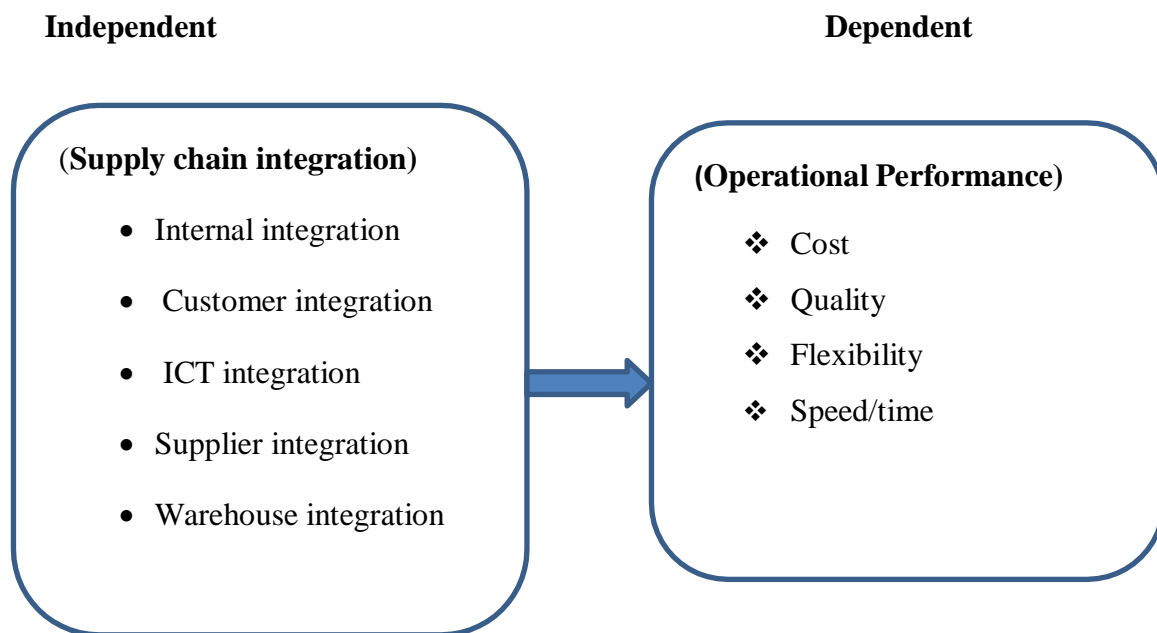 Independent
Dependent
(Supply chain integration)
• Internal integration
• Customer integration
• ICT integration
• Supplier integration
• Warehouse integration
(Operational Performance)
❖ Cost
❖ Quality
❖ Flexibility
❖ Speed/time